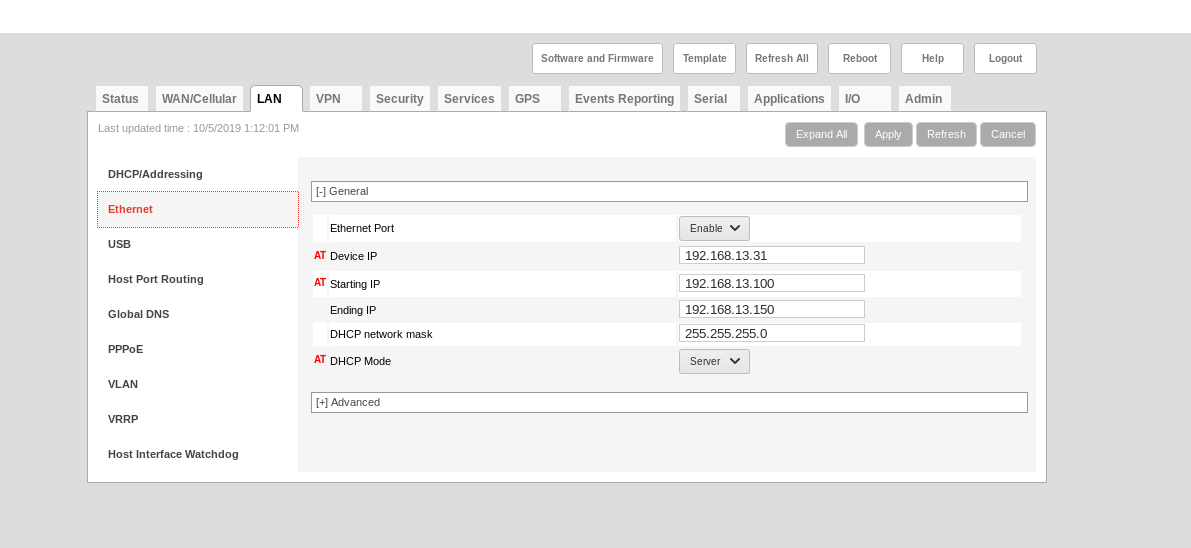 Software and Firmware Template Refresh All Reboot Help Logout
Status WAN/Cellular LAN VPN Security Services GPS Events Reporting Serial Applications I/O Admin
Last updated time : 10/5/2019 1:12:01 PM
Expand All Apply Refresh Cancel
DHCP/Addressing
Ethernet
USB
Host Port Routing
Global DNS
PPPoE
VLAN
VRRP
Host Interface Watchdog
[-] General
Ethernet Port Enable
AT Device IP 192.168.13.31
AT Starting IP 192.168.13.100
Ending IP 192.168.13.150
DHCP network mask 255.255.255.0
AT DHCP Mode Server
[+] Advanced